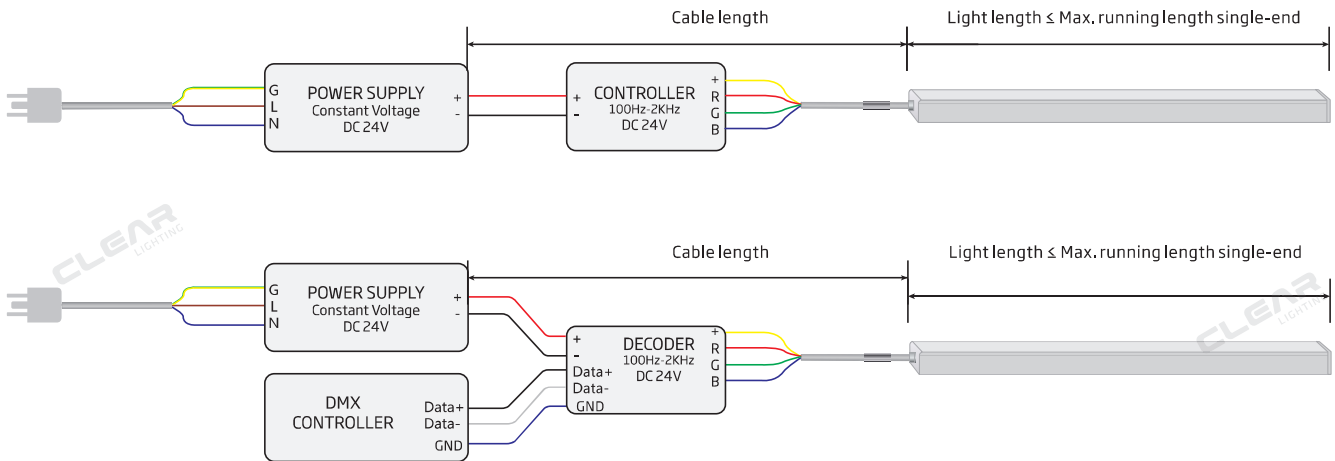 Cable length
Light length ≤ Max. running length single-end
G
L
N
POWER SUPPLY
Constant Voltage
DC 24V
+
-
+
-
CONTROLLER
100Hz-2KHz
DC 24V
+
R
G
B
CLEAR
LIGHTING
Cable length
Light length ≤ Max. running length single-end
G
L
N
POWER SUPPLY
Constant Voltage
DC 24V
+
-
+
-
Data+
Data-
GND
DECODER
100Hz-2KHz
DC 24V
+
R
G
B
CLEAR
LIGHTING
DMX
CONTROLLER
Data+
Data-
GND